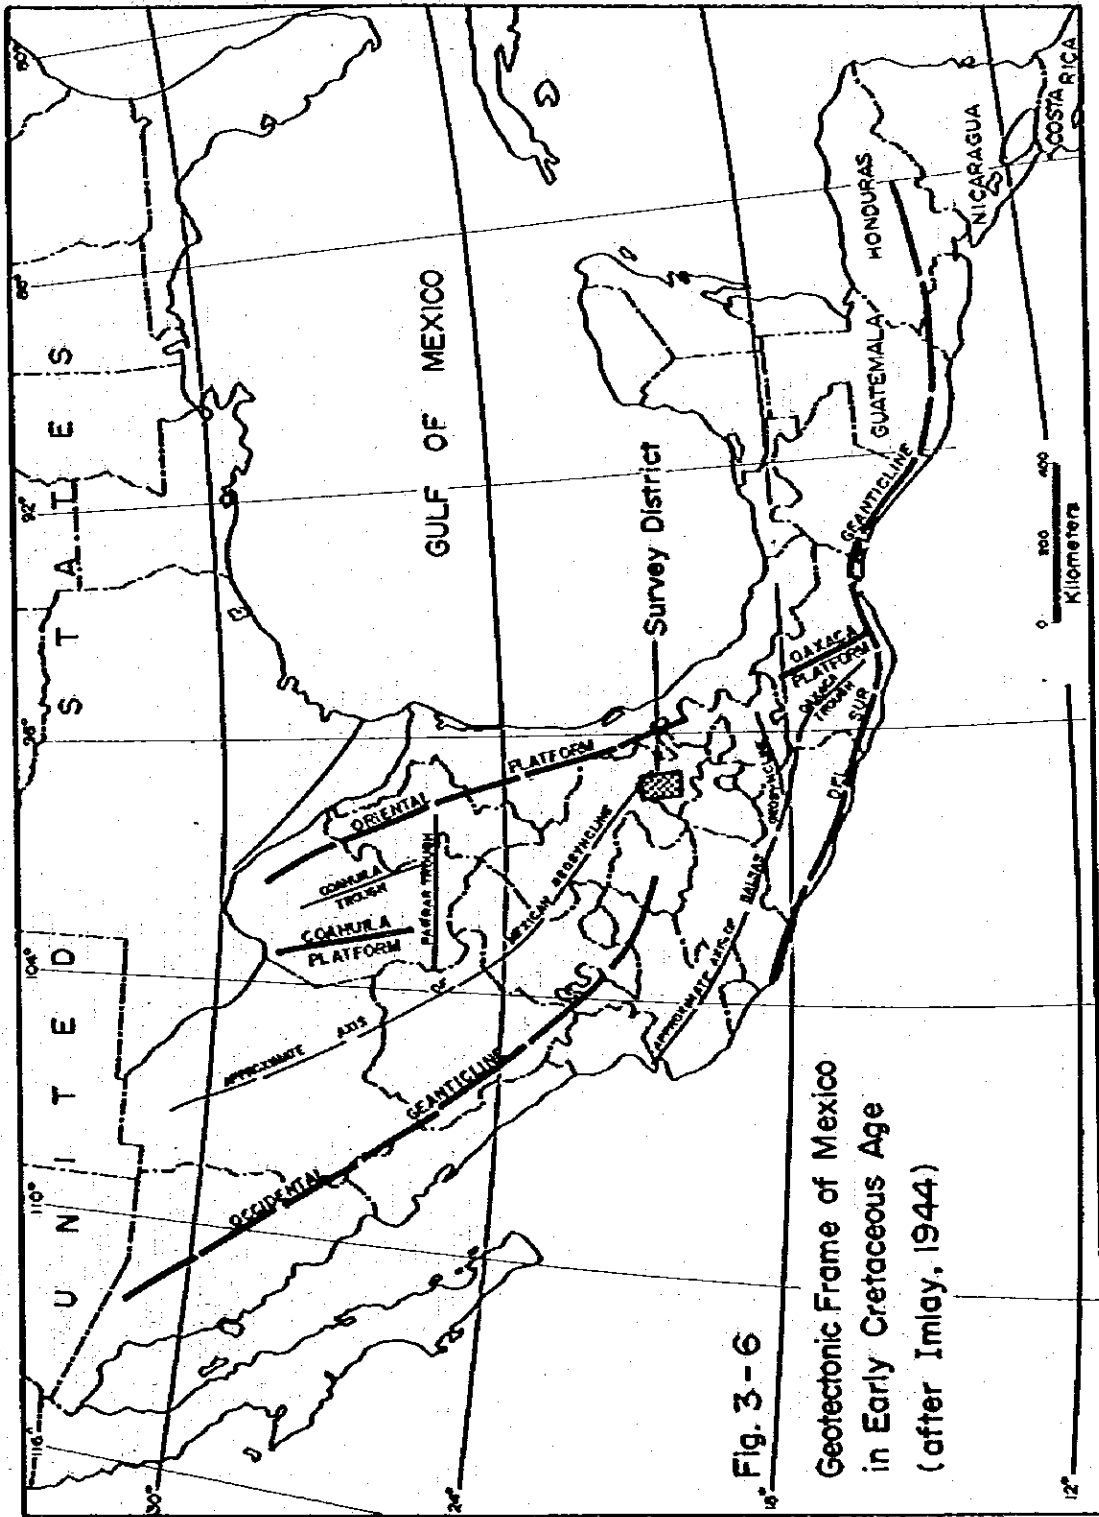 UNITED STATES
116°
110°
104°
98°
92°
86°
80°
30°
24°
18°
12°
GULF OF MEXICO
Survey District
OCCIDENTAL GEANTICLINE
APPROXIMATE AXIS OF MEXICAN GEOSYNCLINE
COAHUILA
PLATFORM
COAHUILA
TROUGH
PARRAR TROUGH
ORIENTAL PLATFORM
APPROXIMATE AXIS OF BALSAS GEOSYNCLINE
OAXACA
PLATFORM
OAXACA
TROUGH
DEL SUR
GEANTICLINE
GUATEMALA
HONDURAS
NICARAGUA
COSTA RICA
0 200 400
Kilometers
Fig. 3-6
Geotectonic Frame of Mexico
in Early Cretaceous Age
(after Imlay, 1944)